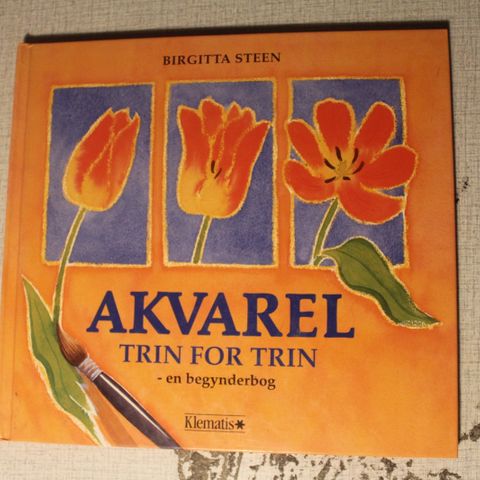 BIRGITTA STEEN
AKVAREL
TRIN FOR TRIN
- en begynderbog
Klematis*